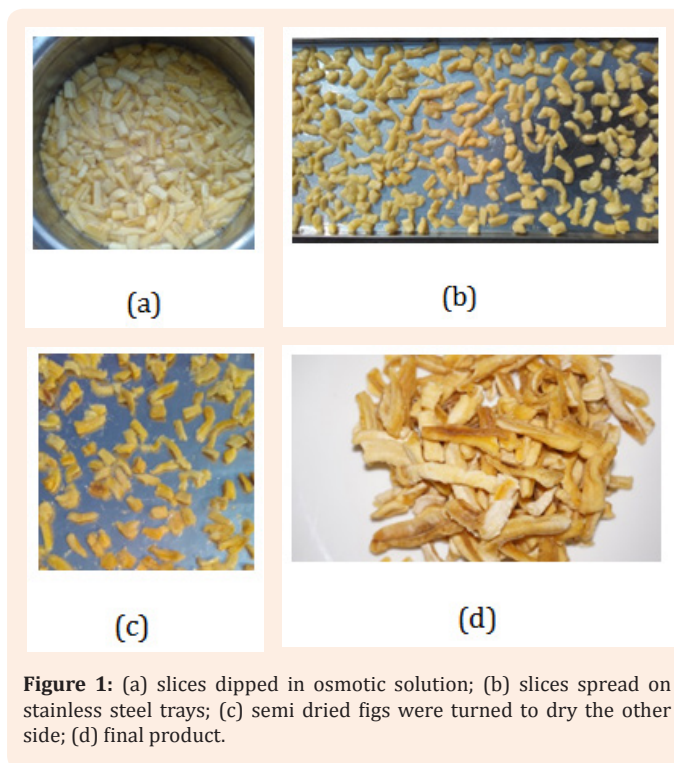 (a)
(b)
(c)
(d)
Figure 1: (a) slices dipped in osmotic solution; (b) slices spread on
stainless steel trays; (c) semi dried figs were turned to dry the other
side; (d) final product.